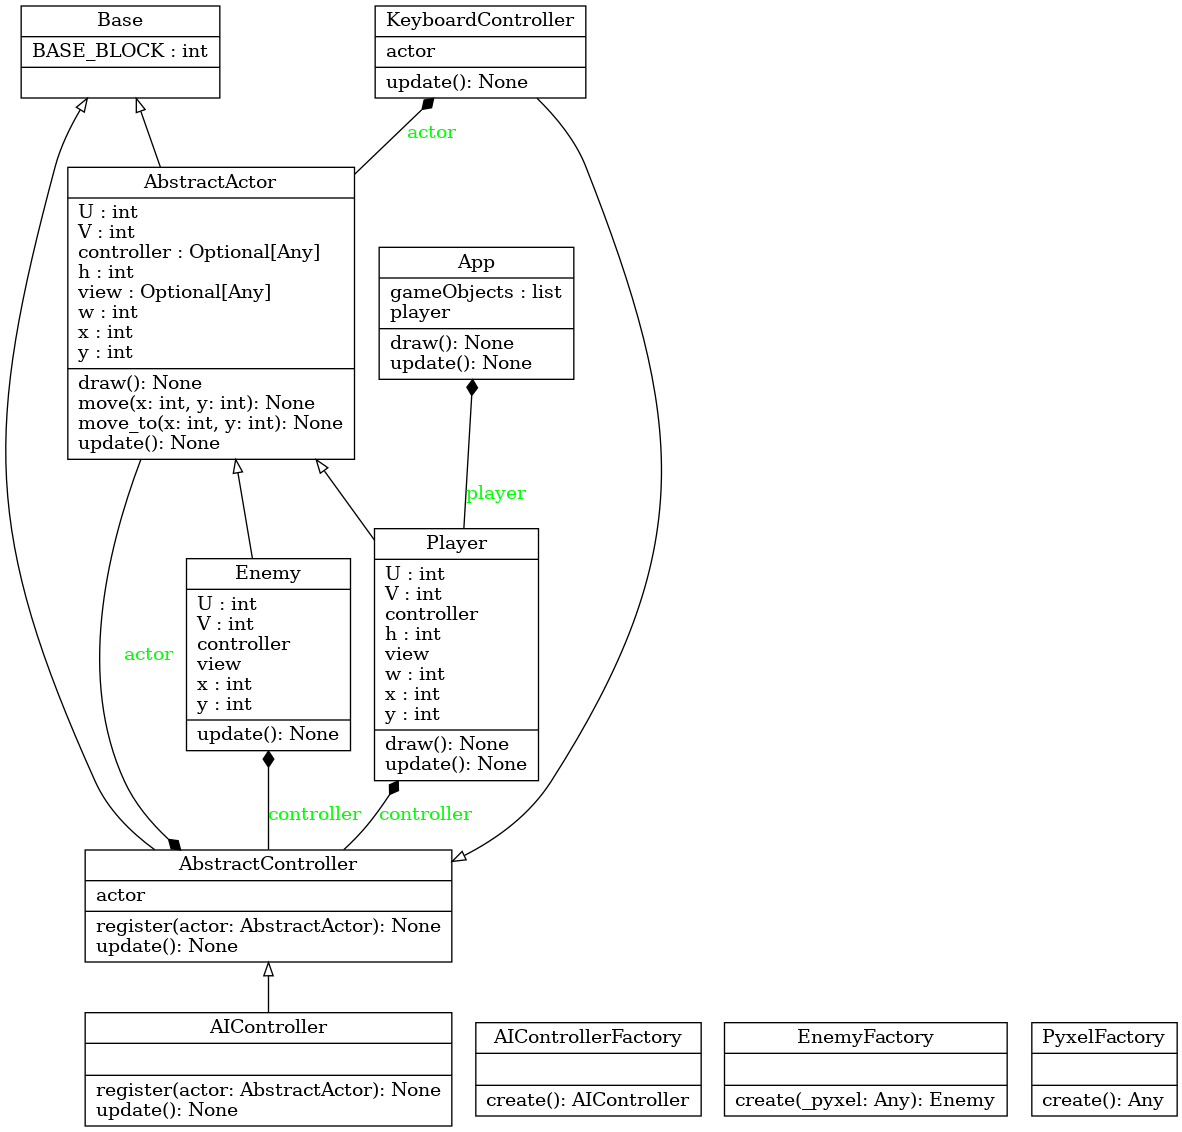 Base
BASE_BLOCK : int
KeyboardController
actor
update(): None
actor
AbstractActor
U : int
V : int
controller : Optional[Any]
h : int
view : Optional[Any]
w : int
x : int
y : int
draw(): None
move(x: int, y: int): None
move_to(x: int, y: int): None
update(): None
App
gameObjects : list
player
draw(): None
update(): None
player
Enemy
U : int
V : int
controller
view
x : int
y : int
update(): None
Player
U : int
V : int
controller
h : int
view
w : int
x : int
y : int
draw(): None
update(): None
actor
controller
controller
AbstractController
actor
register(actor: AbstractActor): None
update(): None
AIController
register(actor: AbstractActor): None
update(): None
AIControllerFactory
create(): AIController
EnemyFactory
create(_pyxel: Any): Enemy
PyxelFactory
create(): Any